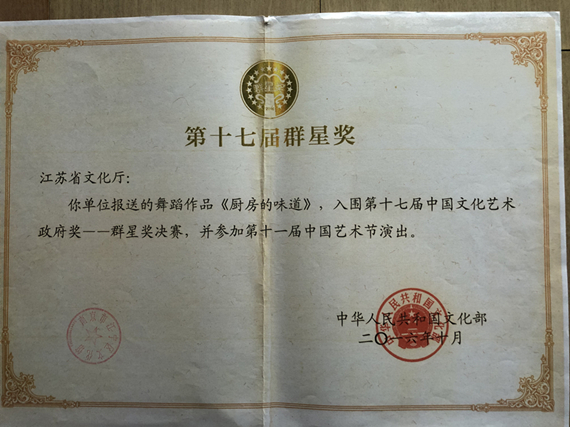 第十七届群星奖
江苏省文化厅：
你单位报送的舞蹈作品《厨房的味道》，入围第十七届中国文化艺术
政府奖——群星奖决赛，并参加第十一届中国艺术节演出。
中华人民共和国文化部
二〇一六年十月